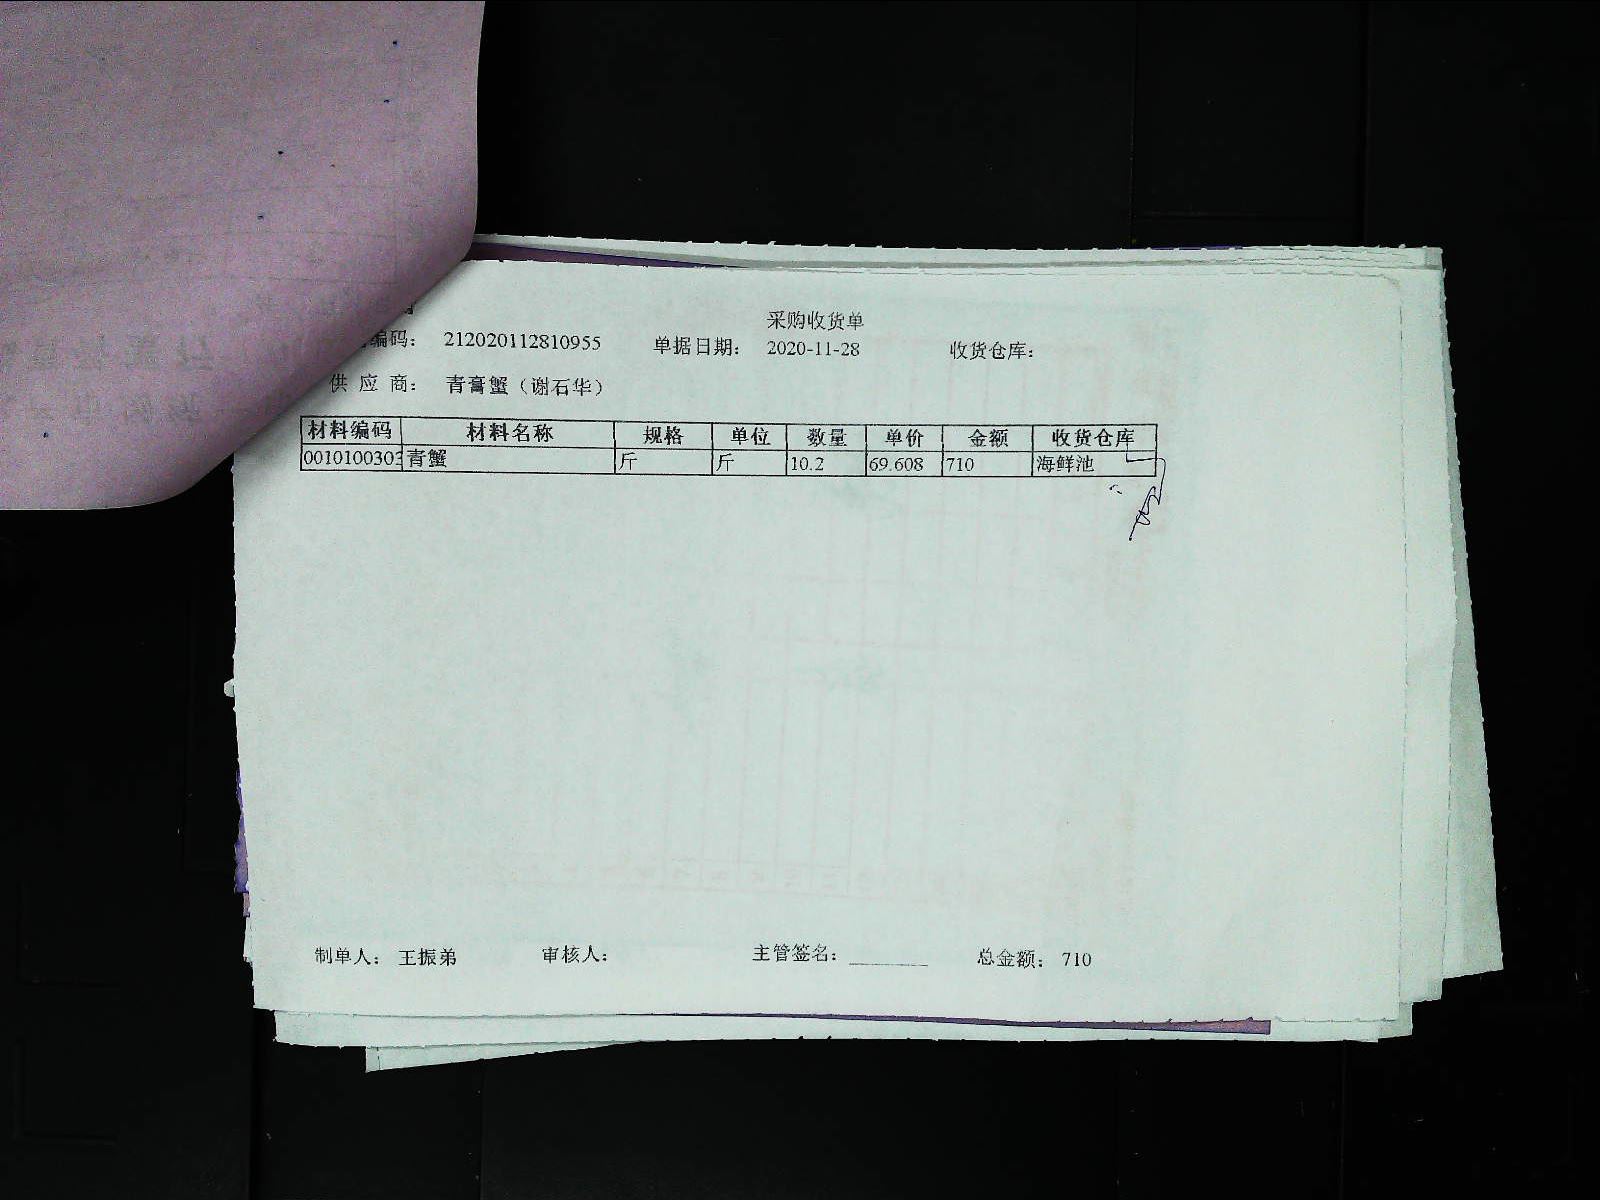 采购收货单
编码： 212020112810955 单据日期： 2020-11-28 收货仓库：
供 应 商： 青膏蟹（谢石华）
材料编码 材料名称 规格 单位 数量 单价 金额 收货仓库
0010100303 青蟹 斤 斤 10.2 69.608 710 海鲜池
制单人： 王振弟 审核人： 主管签名： ________ 总金额： 710